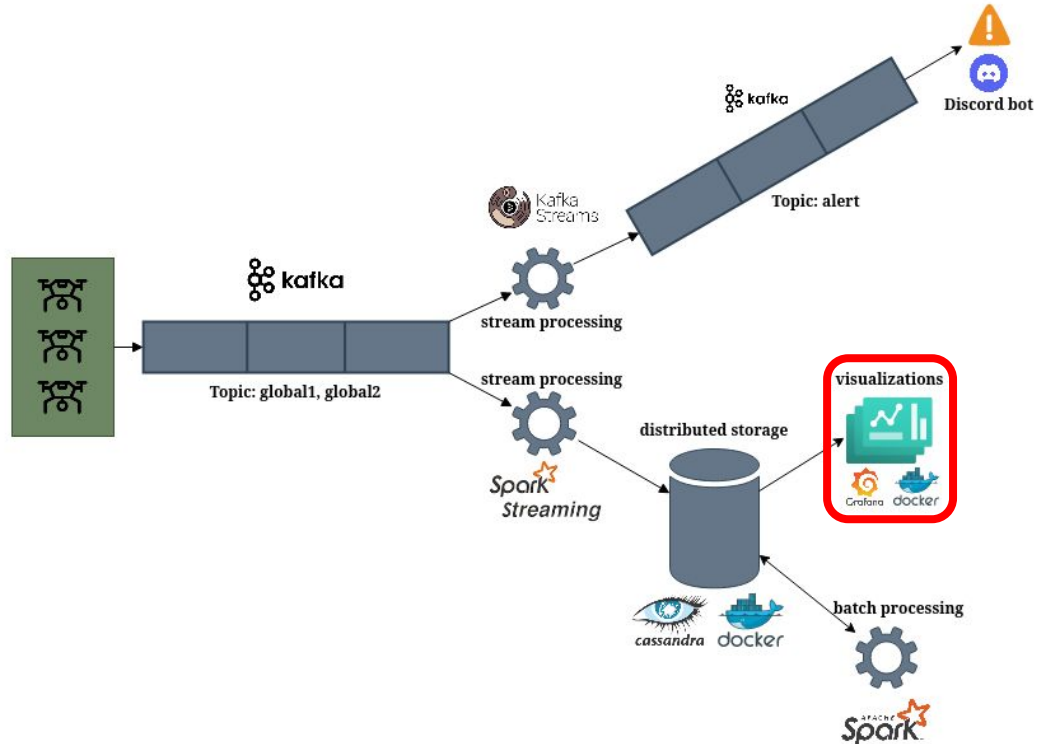 Discord bot
kafka
Topic: alert
Kafka
Streams
stream processing
kafka
Topic: global1, global2
stream processing
Spark
Streaming
distributed storage
visualizations
Grafana
docker
cassandra
docker
batch processing
APACHE
Spark